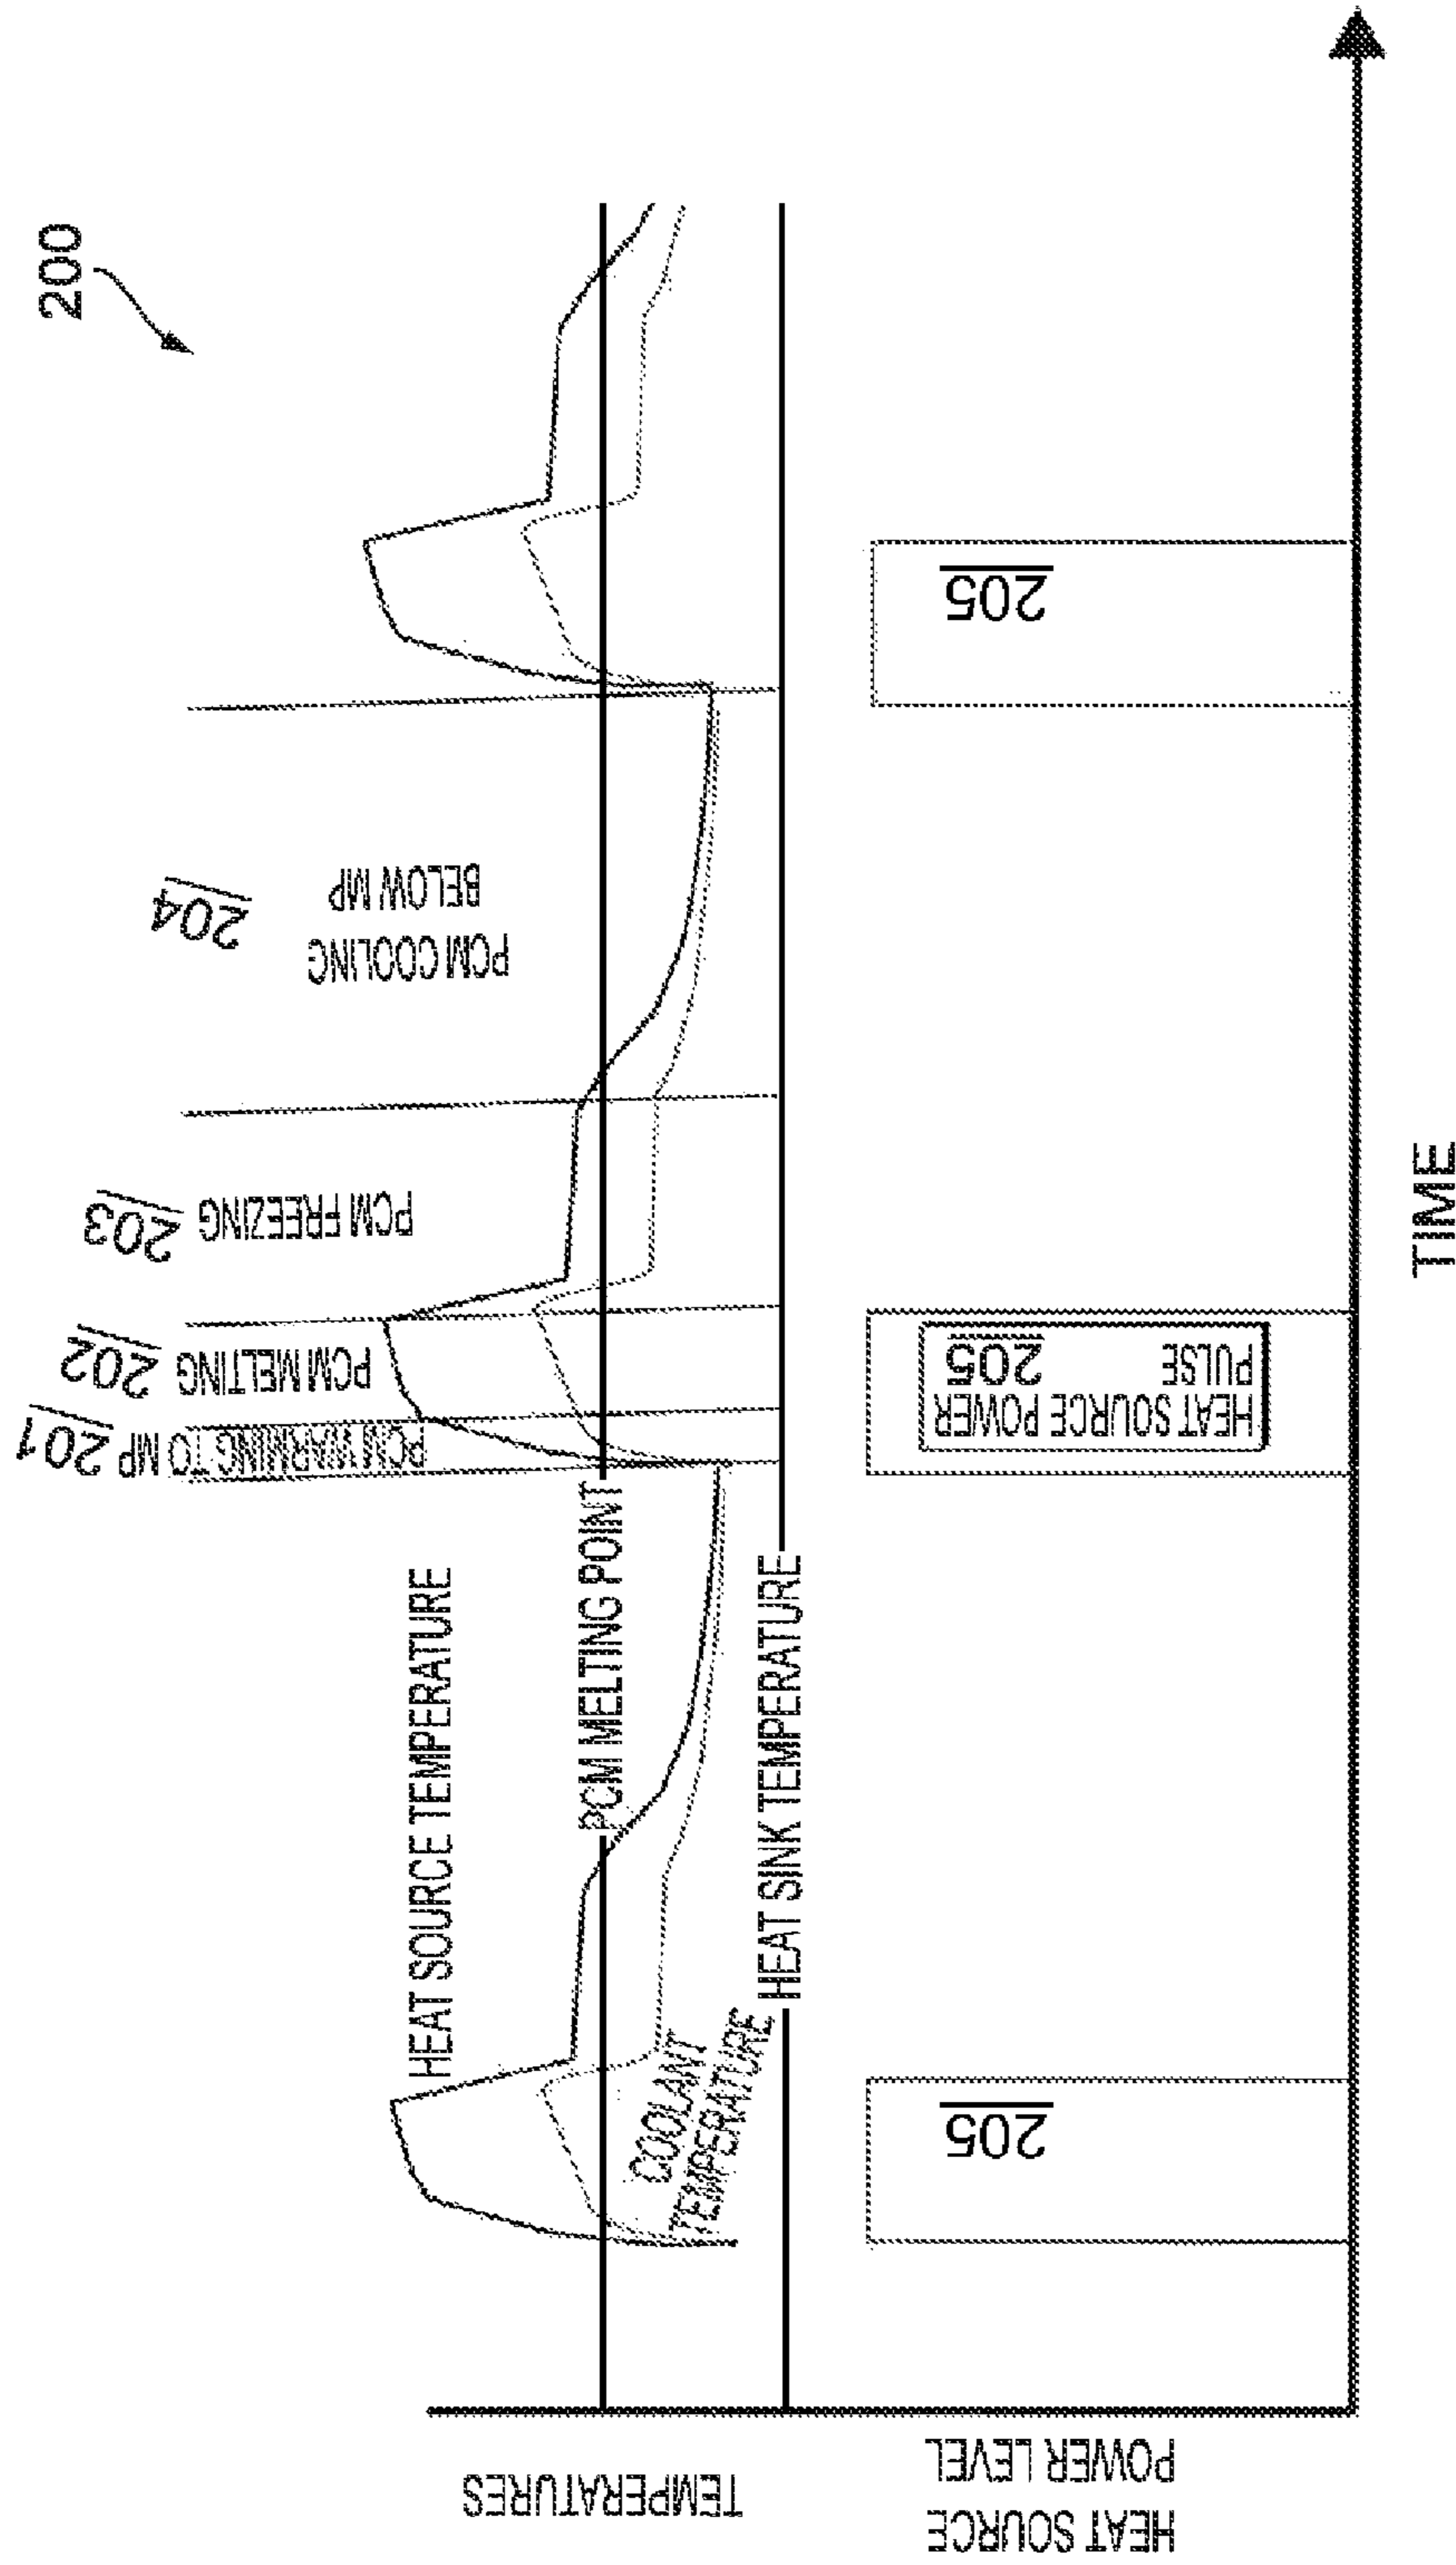 200
201
PCM WARMING TO MP
202
PCM MELTING
203
PCM FREEZING
204
PCM COOLING
BELOW MP
HEAT SOURCE TEMPERATURE
PCM MELTING POINT
COOLANT
TEMPERATURE
HEAT SINK TEMPERATURE
TEMPERATURES
HEAT SOURCE
POWER LEVEL
205
HEAT SOURCE POWER
PULSE
205
205
TIME